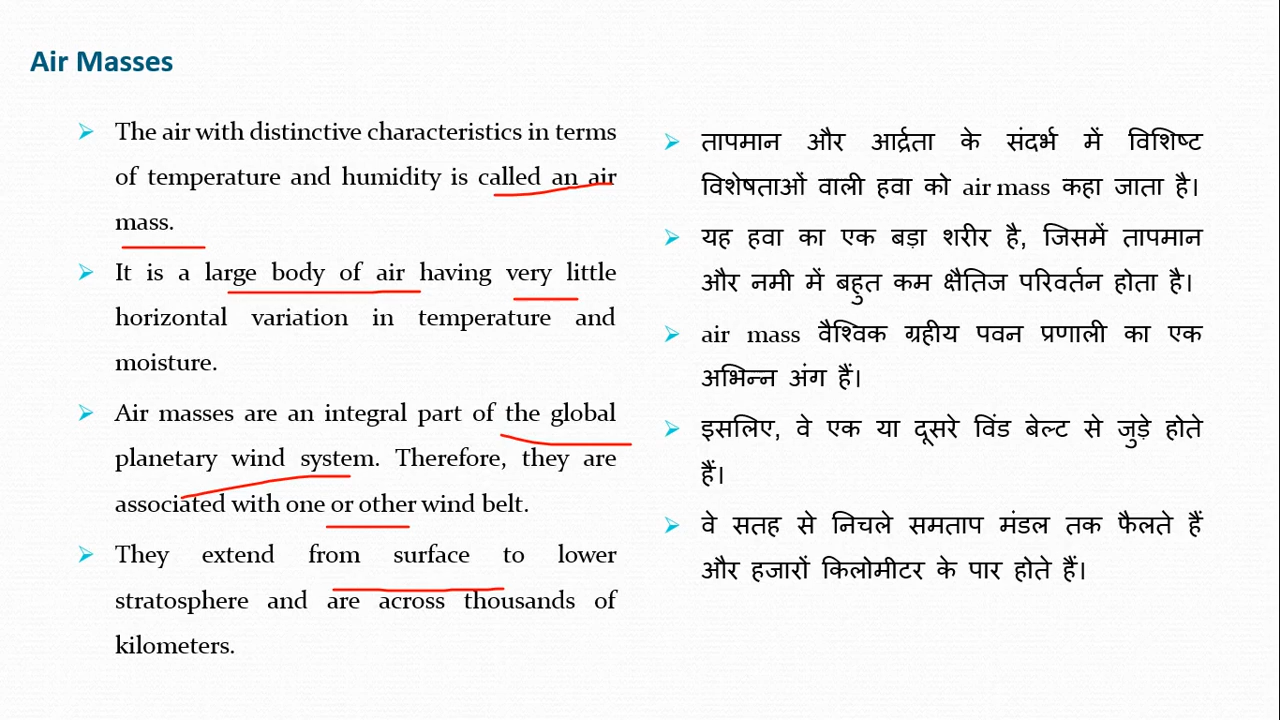 Air Masses
The air with distinctive characteristics in terms
of temperature and humidity is called an air
mass.
It is a large body of air having very little
horizontal variation in temperature and
moisture.
Air masses are an integral part of the global
planetary wind system. Therefore, they are
associated with one or other wind belt.
They extend from surface to lower
stratosphere and are across thousands of
kilometers.
तापमान और आर्द्रता के संदर्भ में विशिष्ट
विशेषताओं वाली हवा को air mass कहा जाता है।
यह हवा का एक बड़ा शरीर है, जिसमें तापमान
और नमी में बहुत कम क्षैतिज परिवर्तन होता है।
air mass वैश्विक ग्रहीय पवन प्रणाली का एक
अभिन्न अंग हैं।
इसलिए, वे एक या दूसरे विंड बेल्ट से जुड़े होते
हैं।
वे सतह से निचले समताप मंडल तक फैलते हैं
और हजारों किलोमीटर के पार होते हैं।